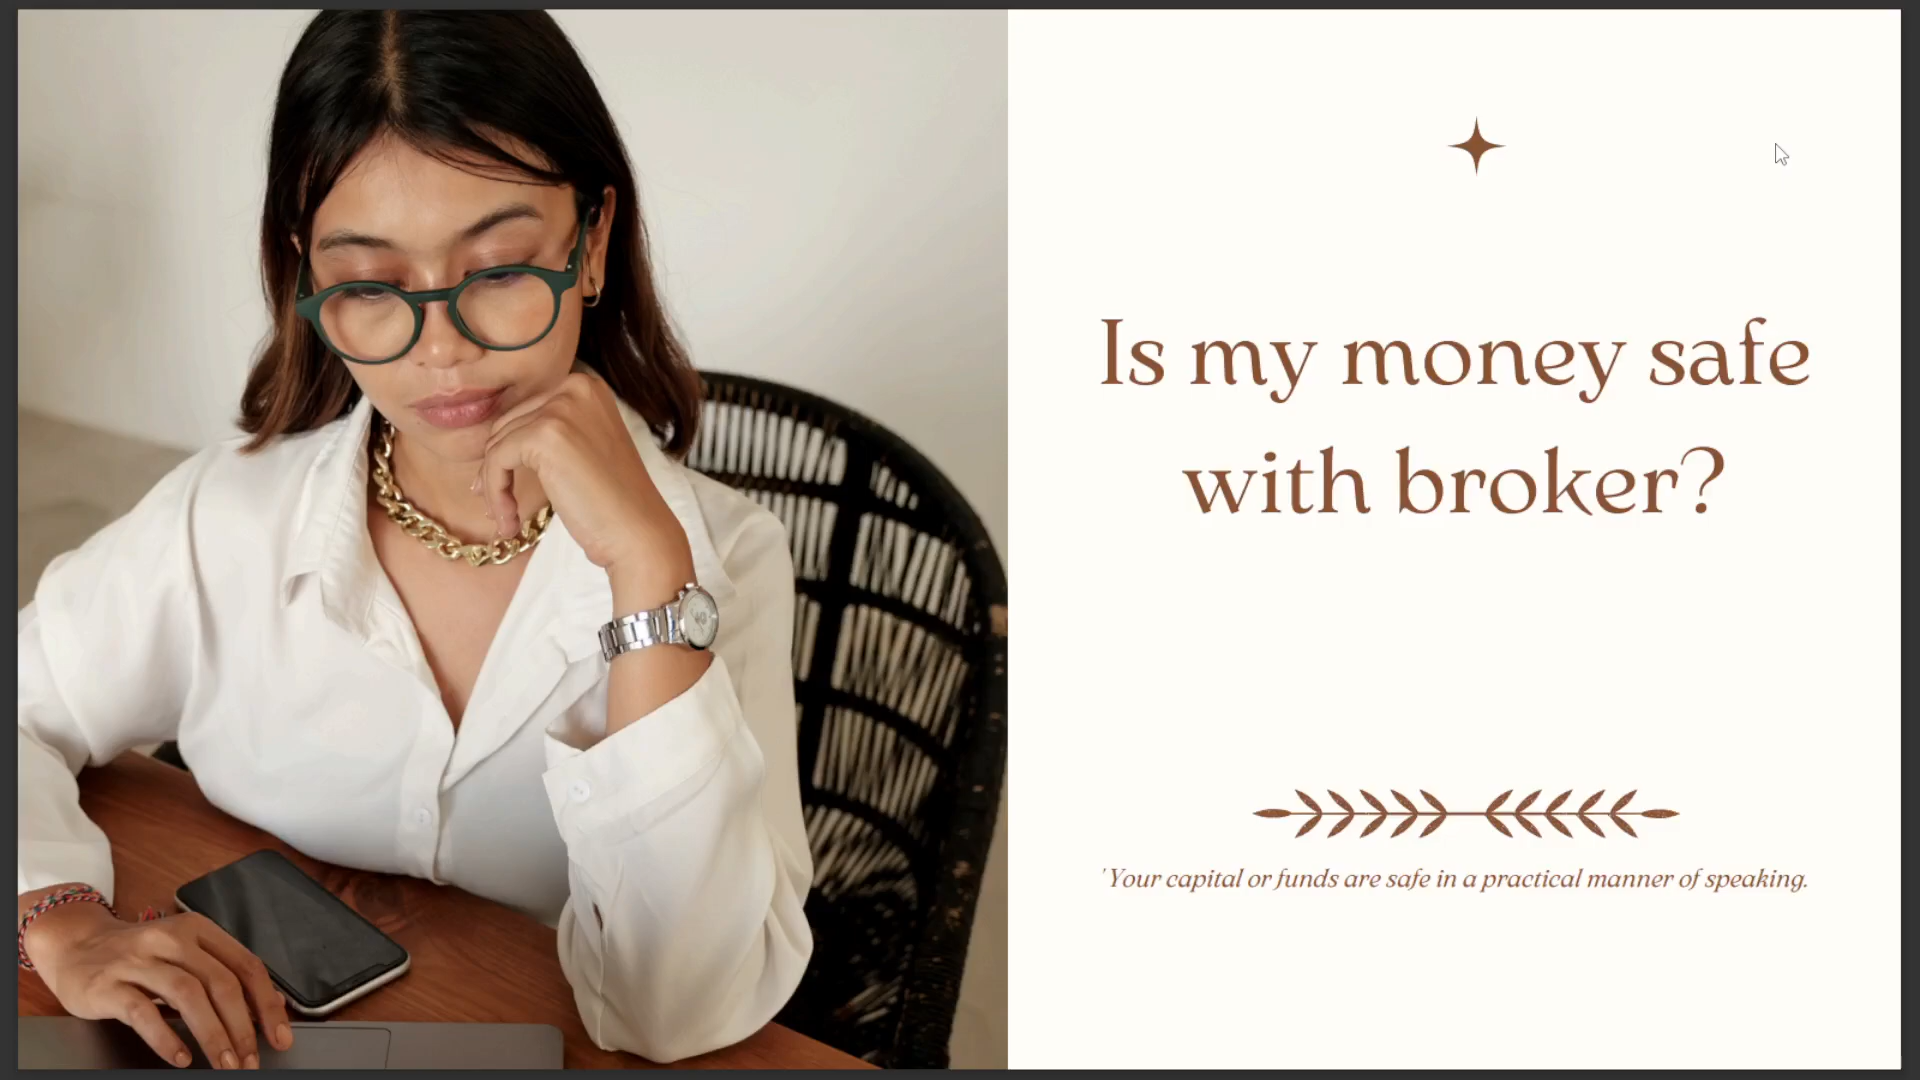 Is my money safe
with broker?
'Your capital or funds are safe in a practical manner of speaking.